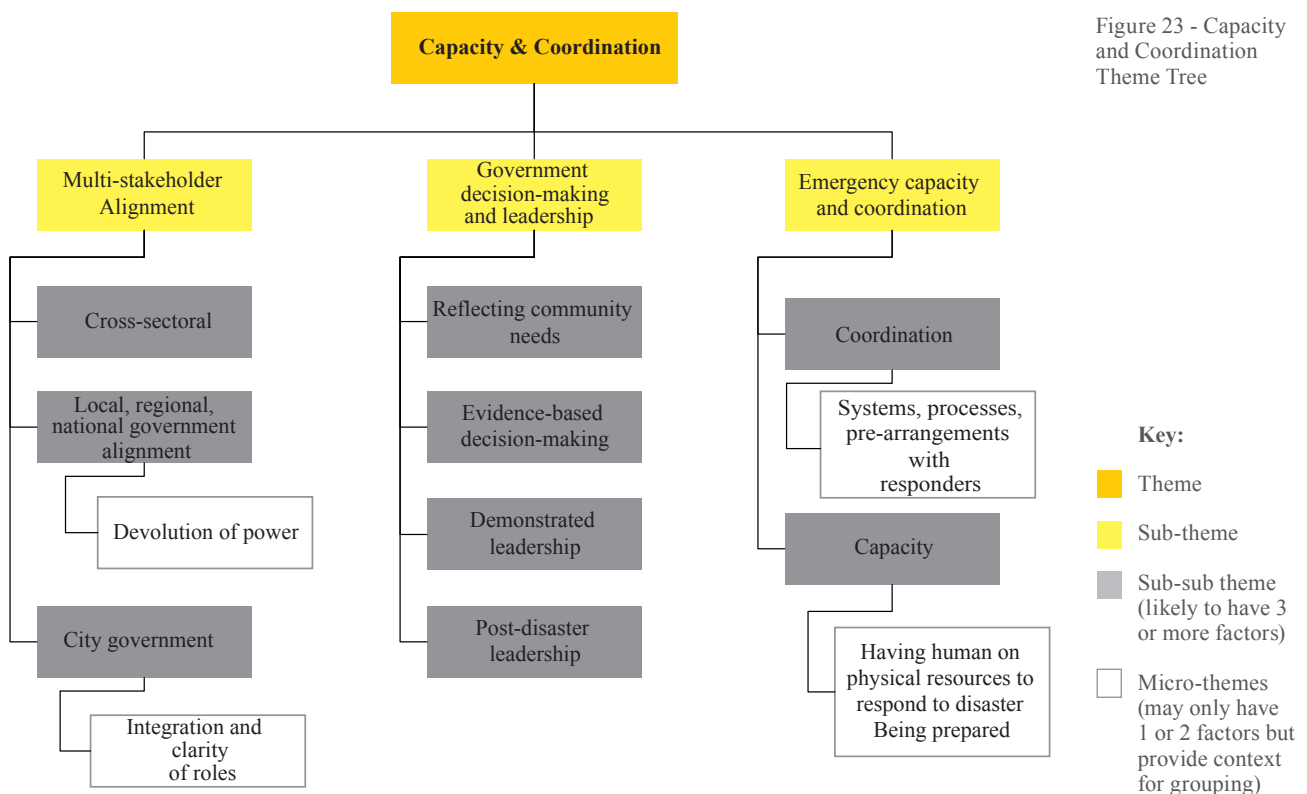 Capacity & Coordination
Figure 23 - Capacity
and Coordination
Theme Tree
Multi-stakeholder
Alignment
Government
decision-making
and leadership
Emergency capacity
and coordination
Cross-sectoral
Local, regional,
national government
alignment
Devolution of power
City government
Integration and
clarity
of roles
Reflecting community
needs
Evidence-based
decision-making
Demonstrated
leadership
Post-disaster
leadership
Coordination
Systems, processes,
pre-arrangements
with
responders
Capacity
Having human on
physical resources to
respond to disaster
Being prepared
Key:
Theme
Sub-theme
Sub-sub theme
(likely to have 3
or more factors)
Micro-themes
(may only have
1 or 2 factors but
provide context
for grouping)